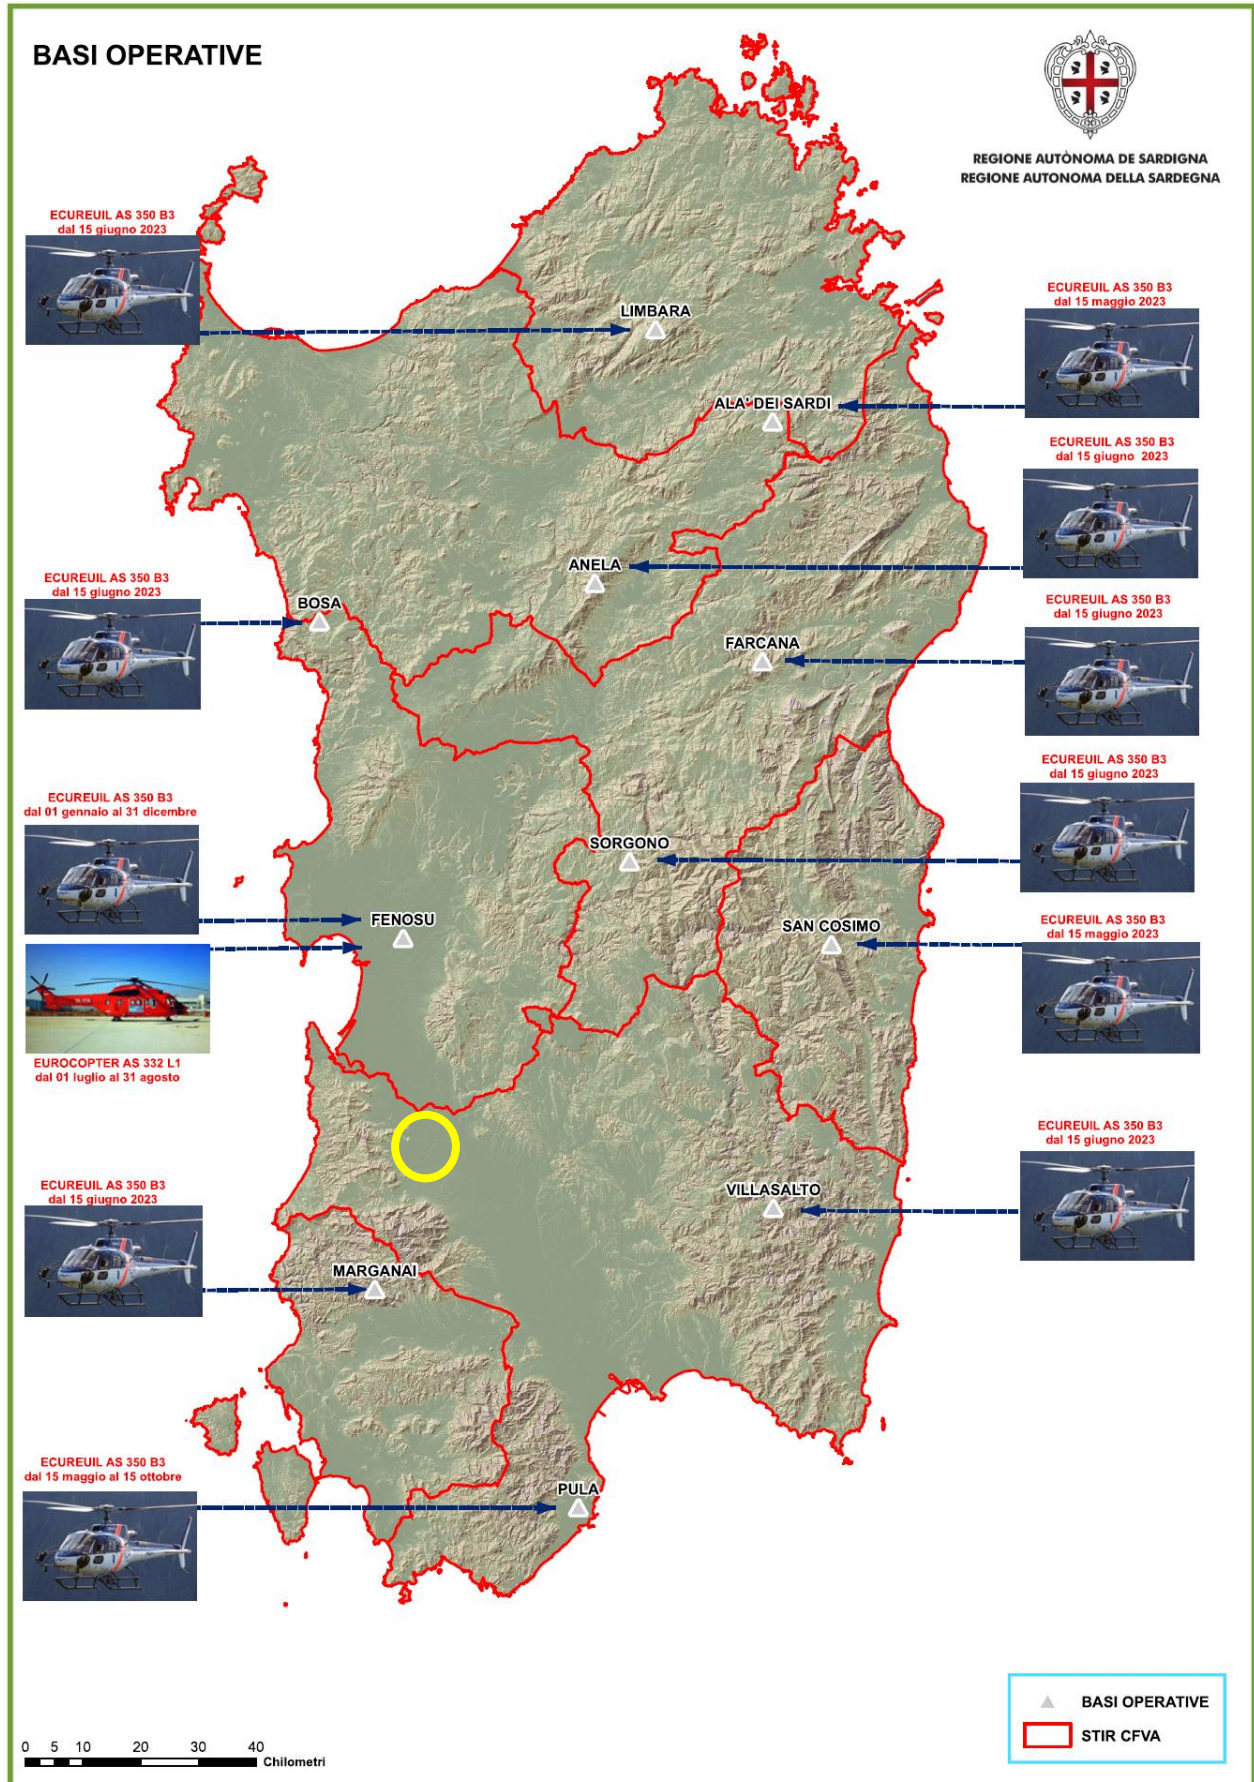 BASI OPERATIVE
REGIONE AUTÒNOMA DE SARDIGNA
REGIONE AUTONOMA DELLA SARDEGNA
ECUREUIL AS 350 B3
dal 15 giugno 2023
LIMBARA
ECUREUIL AS 350 B3
dal 15 maggio 2023
ALA' DEI SARDI
ECUREUIL AS 350 B3
dal 15 giugno 2023
ANELA
ECUREUIL AS 350 B3
dal 15 giugno 2023
BOSA
ECUREUIL AS 350 B3
dal 15 giugno 2023
FARCANA
ECUREUIL AS 350 B3
dal 15 giugno 2023
SORGONO
ECUREUIL AS 350 B3
dal 01 gennaio al 31 dicembre
FENOSU
EUROCOPTER AS 332 L1
dal 01 luglio al 31 agosto
ECUREUIL AS 350 B3
dal 15 maggio 2023
SAN COSIMO
ECUREUIL AS 350 B3
dal 15 giugno 2023
VILLASALTO
ECUREUIL AS 350 B3
dal 15 giugno 2023
MARGANAI
ECUREUIL AS 350 B3
dal 15 maggio al 15 ottobre
PULA
BASI OPERATIVE
STIR CFVA
0 5 10 20 30 40
Chilometri